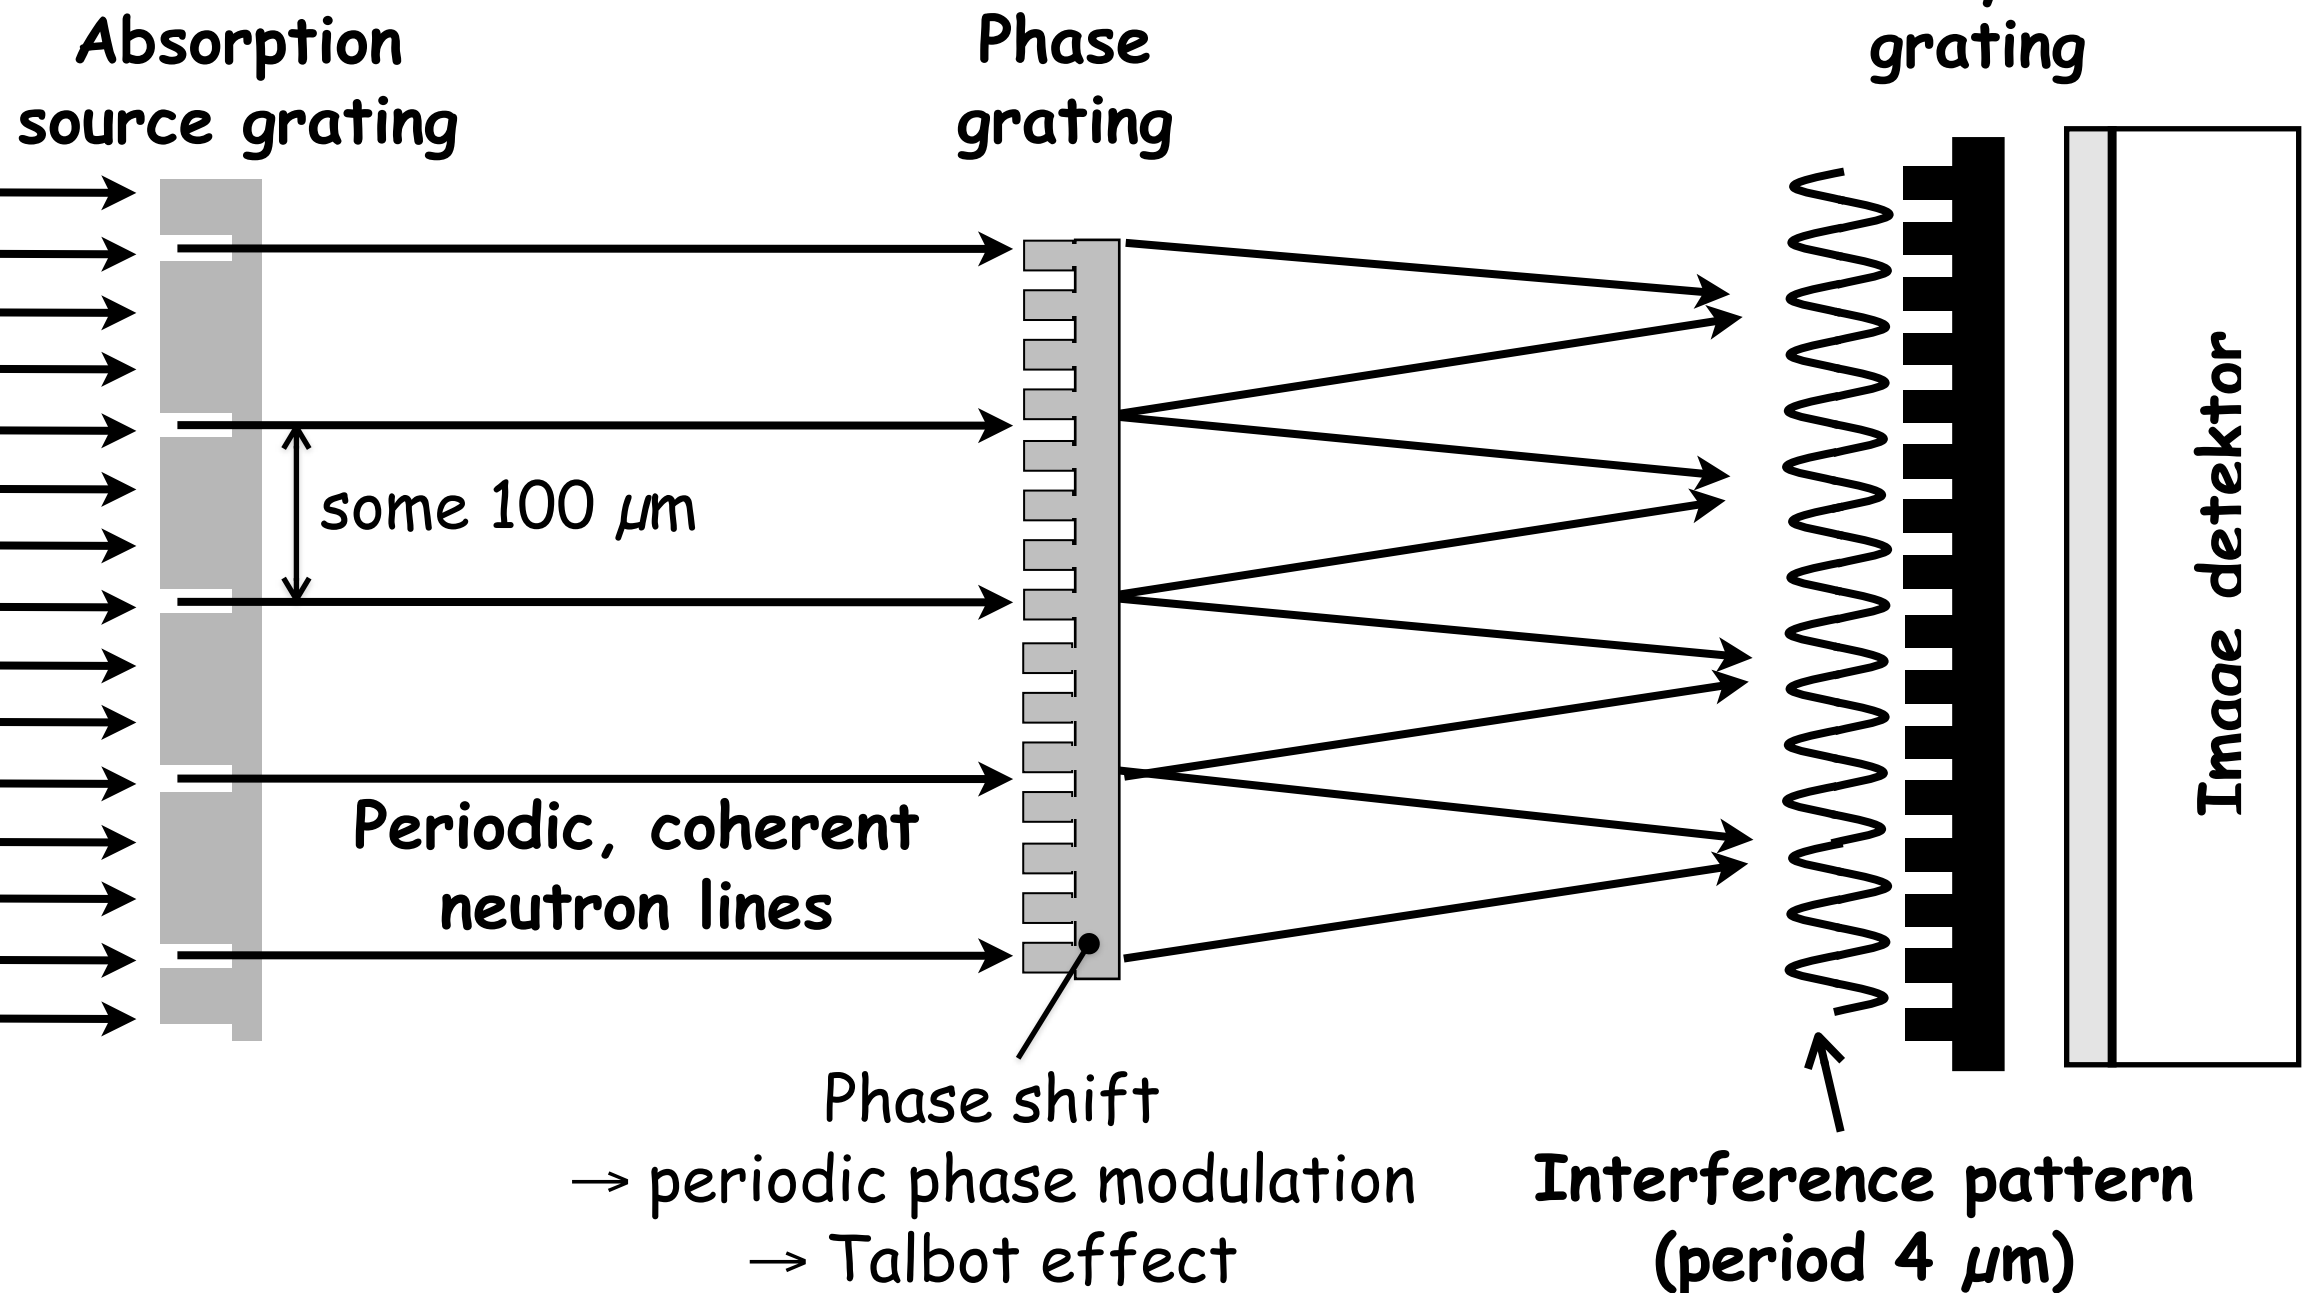 Absorption
source grating
Phase
grating
grating
some 100 µm
Periodic, coherent
neutron lines
Image detektor
Phase shift
→ periodic phase modulation
→ Talbot effect
Interference pattern
(period 4 µm)